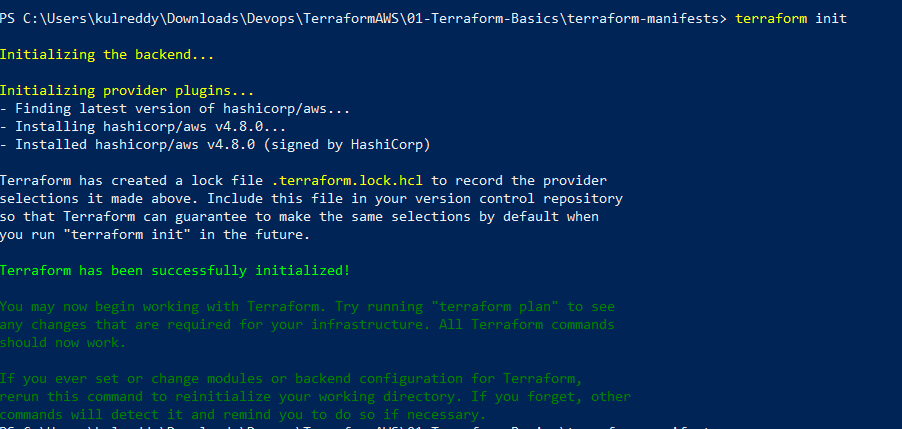 PS C:\Users\kulreddy\Downloads\Devops\TerraformAWS\01-Terraform-Basics\terraform-manifests> terraform init
Initializing the backend...
Initializing provider plugins...
- Finding latest version of hashicorp/aws...
- Installing hashicorp/aws v4.8.0...
- Installed hashicorp/aws v4.8.0 (signed by HashiCorp)
Terraform has created a lock file .terraform.lock.hcl to record the provider
selections it made above. Include this file in your version control repository
so that Terraform can guarantee to make the same selections by default when
you run "terraform init" in the future.
Terraform has been successfully initialized!
You may now begin working with Terraform. Try running "terraform plan" to see
any changes that are required for your infrastructure. All Terraform commands
should now work.
If you ever set or change modules or backend configuration for Terraform,
rerun this command to reinitialize your working directory. If you forget, other
commands will detect it and remind you to do so if necessary.